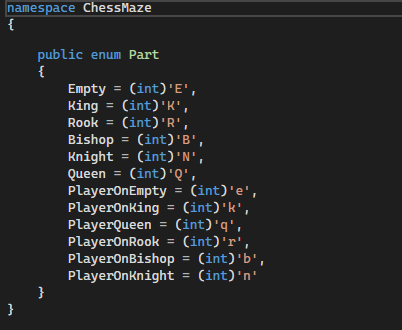 namespace ChessMaze
{
    public enum Part
    {
        Empty = (int)'E',
        King = (int)'K',
        Rook = (int)'R',
        Bishop = (int)'B',
        Knight = (int)'N',
        Queen = (int)'Q',
        PlayerOnEmpty = (int)'e',
        PlayerOnKing = (int)'k',
        PlayerQueen = (int)'q',
        PlayerOnRook = (int)'r',
        PlayerOnBishop = (int)'b',
        PlayerOnKnight = (int)'n'
    }
}